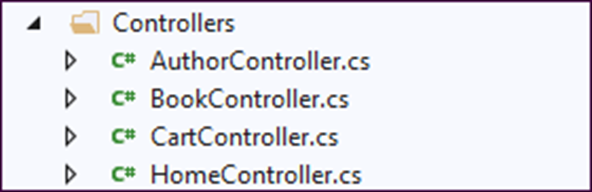 Controllers
C# AuthorController.cs
C# BookController.cs
C# CartController.cs
C# HomeController.cs